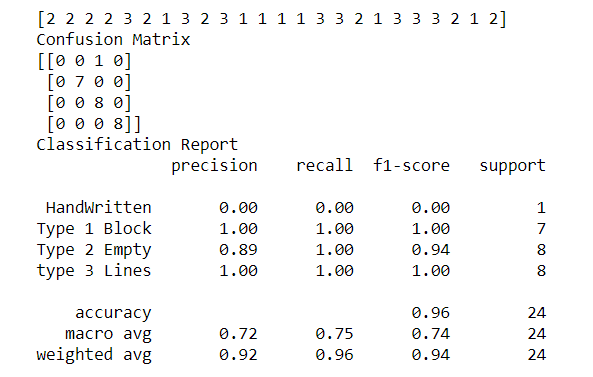 [2 2 2 2 3 2 1 3 2 3 1 1 1 1 3 3 2 1 3 3 3 2 1 2]
Confusion Matrix
[[0 0 1 0]
 [0 7 0 0]
 [0 0 8 0]
 [0 0 0 8]]
Classification Report
              precision    recall  f1-score   support

 HandWritten       0.00      0.00      0.00         1
Type 1 Block       1.00      1.00      1.00         7
Type 2 Empty       0.89      1.00      0.94         8
type 3 Lines       1.00      1.00      1.00         8

    accuracy                           0.96        24
   macro avg       0.72      0.75      0.74        24
weighted avg       0.92      0.96      0.94        24